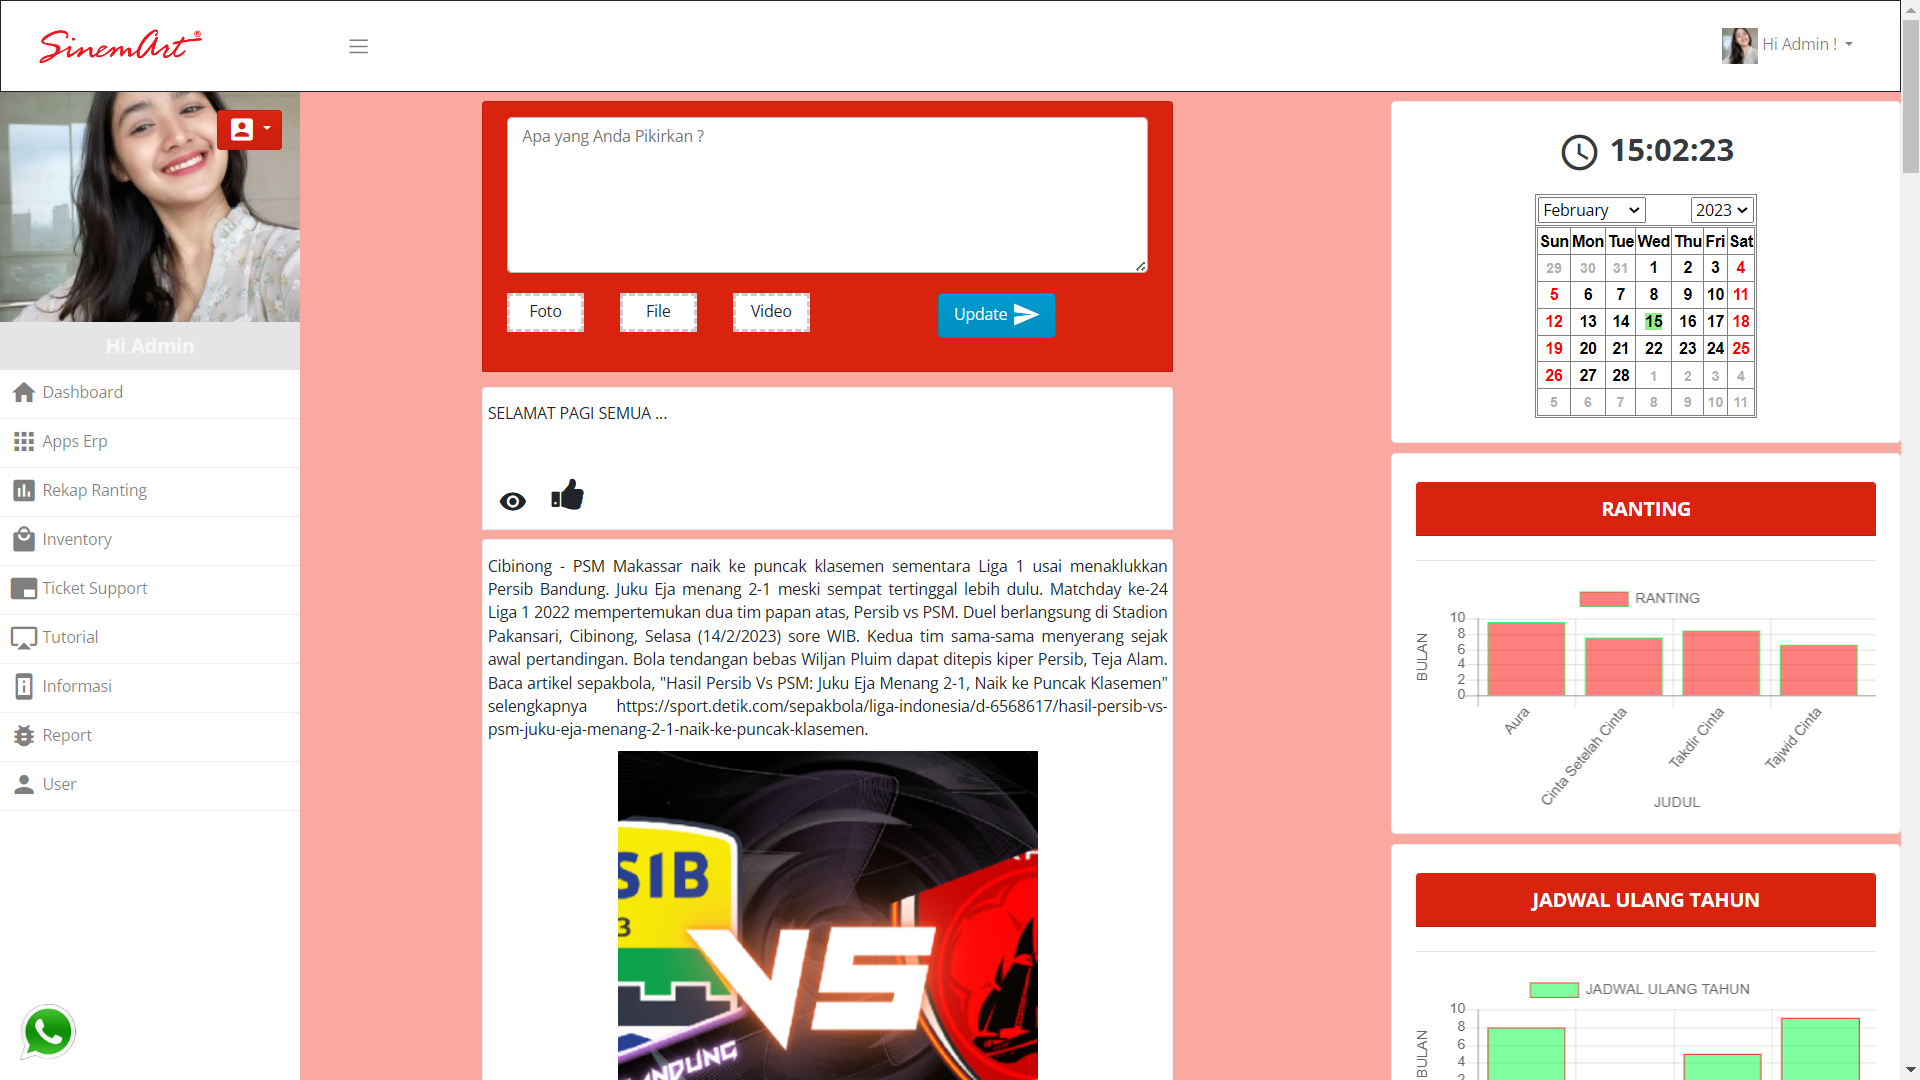 SinemArt®
Hi Admin !
Hi Admin
Dashboard
Apps Erp
Rekap Ranting
Inventory
Ticket Support
Tutorial
Informasi
Report
User
Apa yang Anda Pikirkan ?
Foto File Video Update
SELAMAT PAGI SEMUA ...
Cibinong - PSM Makassar naik ke puncak klasemen sementara Liga 1 usai menaklukkan
Persib Bandung. Juku Eja menang 2-1 meski sempat tertinggal lebih dulu. Matchday ke-24
Liga 1 2022 mempertemukan dua tim papan atas, Persib vs PSM. Duel berlangsung di Stadion
Pakansari, Cibinong, Selasa (14/2/2023) sore WIB. Kedua tim sama-sama menyerang sejak
awal pertandingan. Bola tendangan bebas Wiljan Pluim dapat ditepis kiper Persib, Teja Alam.
Baca artikel sepakbola, "Hasil Persib Vs PSM: Juku Eja Menang 2-1, Naik ke Puncak Klasemen"
selengkapnya https://sport.detik.com/sepakbola/liga-indonesia/d-6568617/hasil-persib-vs-
psm-juku-eja-menang-2-1-naik-ke-puncak-klasemen.
SIB
3
VS
ANDUNG
15:02:23
February 2023
Sun Mon Tue Wed Thu Fri Sat
29 30 31 1 2 3 4
5 6 7 8 9 10 11
12 13 14 15 16 17 18
19 20 21 22 23 24 25
26 27 28 1 2 3 4
5 6 7 8 9 10 11
RANTING
RANTING
BULAN
10
8
6
4
2
0
Aura
Cinta Setelah Cinta
Takdir Cinta
Tajwid Cinta
JUDUL
JADWAL ULANG TAHUN
JADWAL ULANG TAHUN
BULAN
10
8
6
4
2